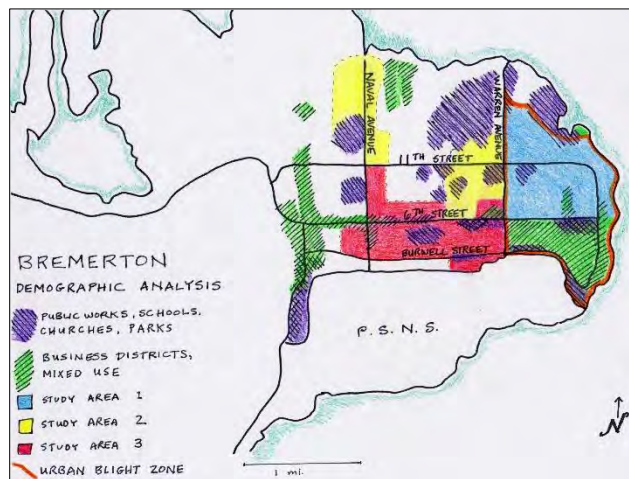 NAVAL AVENUE
WARREN AVENUE
11TH STREET
6TH STREET
BURWELL STREET
P.S.N.S.
BREMERTON
DEMOGRAPHIC ANALYSIS
PUBLIC WORKS, SCHOOLS,
CHURCHES, PARKS
BUSINESS DISTRICTS,
MIXED USE
STUDY AREA 1
STUDY AREA 2
STUDY AREA 3
URBAN BLIGHT ZONE
1 mi.
N